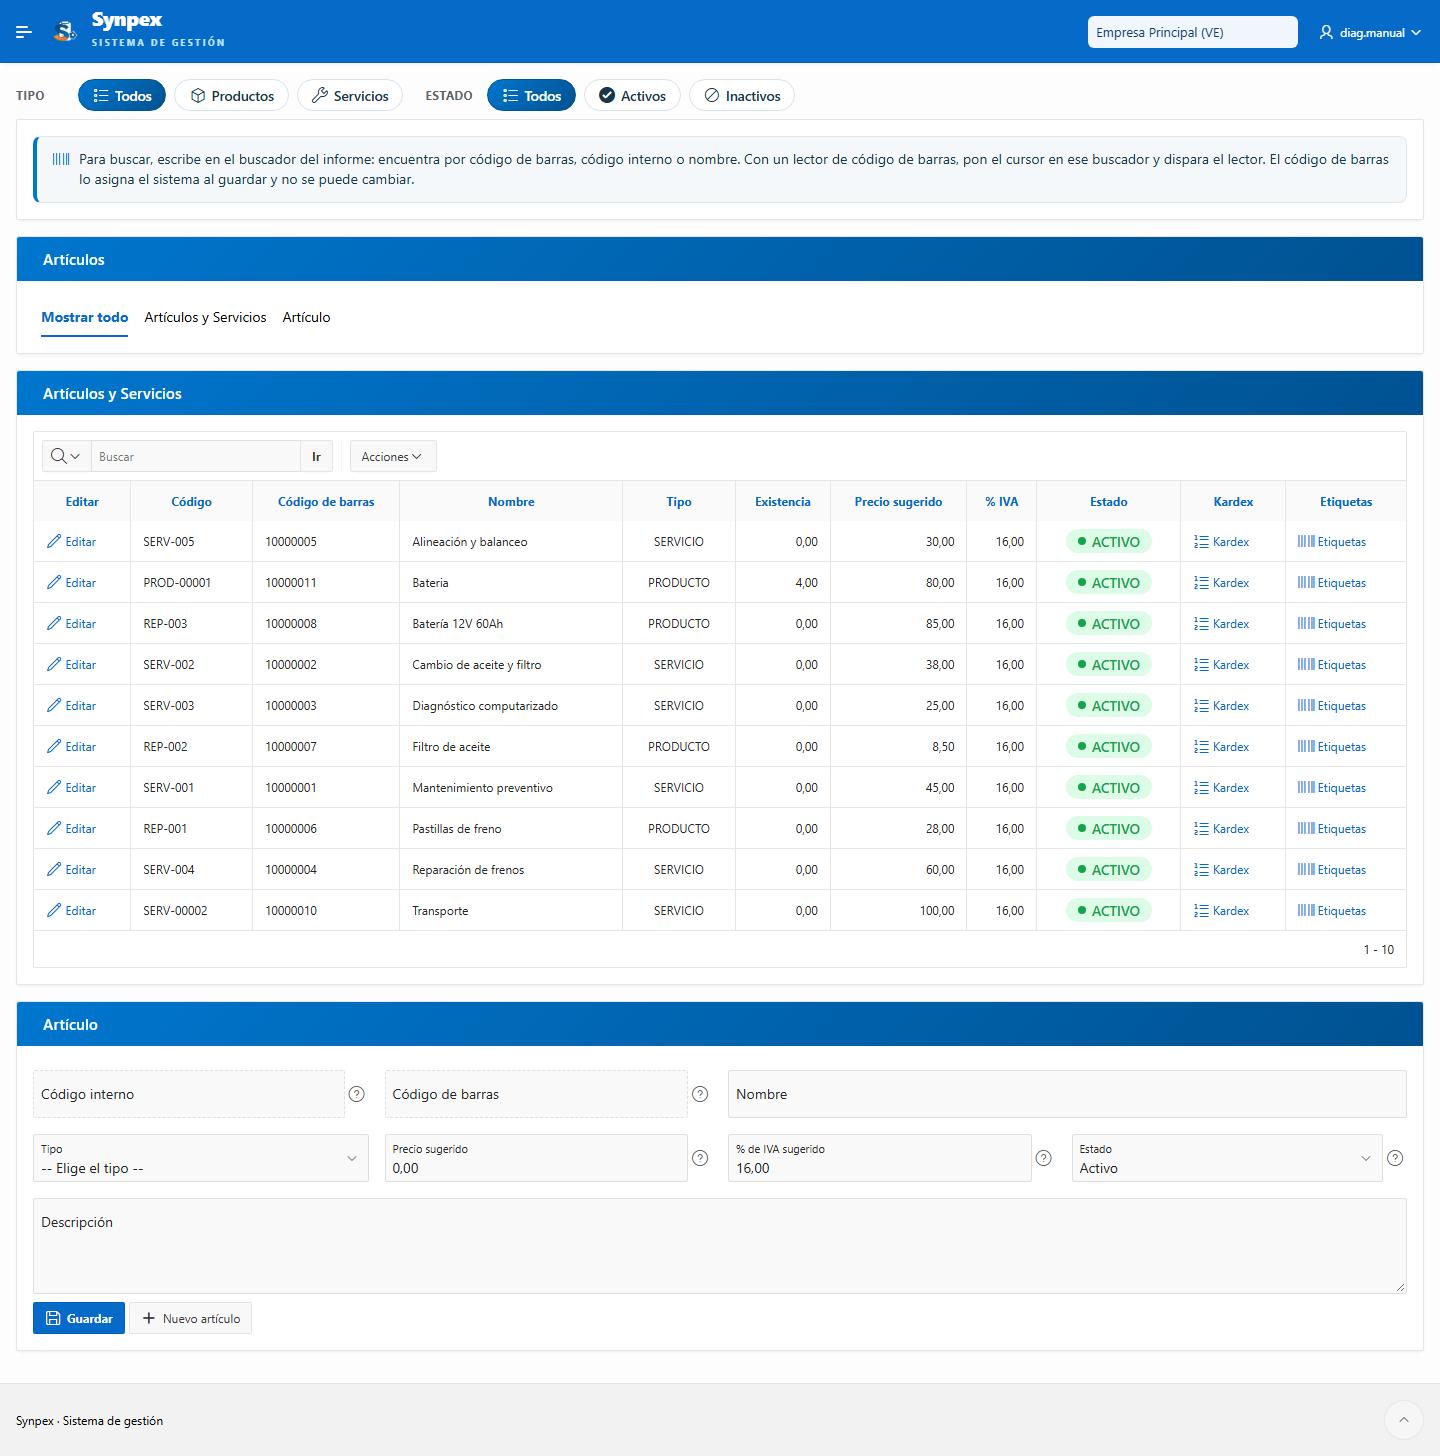 Synpex
SISTEMA DE GESTIÓN
Empresa Principal (VE)
diag.manual
TIPO Todos Productos Servicios ESTADO Todos Activos Inactivos
Para buscar, escribe en el buscador del informe: encuentra por código de barras, código interno o nombre. Con un lector de código de barras, pon el cursor en ese buscador y dispara el lector. El código de barras
lo asigna el sistema al guardar y no se puede cambiar.
Artículos
Mostrar todo Artículos y Servicios Artículo
Artículos y Servicios
Buscar Ir Acciones
Editar Código Código de barras Nombre Tipo Existencia Precio sugerido % IVA Estado Kardex Etiquetas
Editar SERV-005 10000005 Alineación y balanceo SERVICIO 0,00 30,00 16,00 ACTIVO Kardex Etiquetas
Editar PROD-00001 10000011 Bateria PRODUCTO 4,00 80,00 16,00 ACTIVO Kardex Etiquetas
Editar REP-003 10000008 Batería 12V 60Ah PRODUCTO 0,00 85,00 16,00 ACTIVO Kardex Etiquetas
Editar SERV-002 10000002 Cambio de aceite y filtro SERVICIO 0,00 38,00 16,00 ACTIVO Kardex Etiquetas
Editar SERV-003 10000003 Diagnóstico computarizado SERVICIO 0,00 25,00 16,00 ACTIVO Kardex Etiquetas
Editar REP-002 10000007 Filtro de aceite PRODUCTO 0,00 8,50 16,00 ACTIVO Kardex Etiquetas
Editar SERV-001 10000001 Mantenimiento preventivo SERVICIO 0,00 45,00 16,00 ACTIVO Kardex Etiquetas
Editar REP-001 10000006 Pastillas de freno PRODUCTO 0,00 28,00 16,00 ACTIVO Kardex Etiquetas
Editar SERV-004 10000004 Reparación de frenos SERVICIO 0,00 60,00 16,00 ACTIVO Kardex Etiquetas
Editar SERV-00002 10000010 Transporte SERVICIO 0,00 100,00 16,00 ACTIVO Kardex Etiquetas
1 - 10
Artículo
Código interno Código de barras Nombre
Tipo Precio sugerido % de IVA sugerido Estado
-- Elige el tipo -- 0,00 16,00 Activo
Descripción
Guardar Nuevo artículo
Synpex · Sistema de gestión